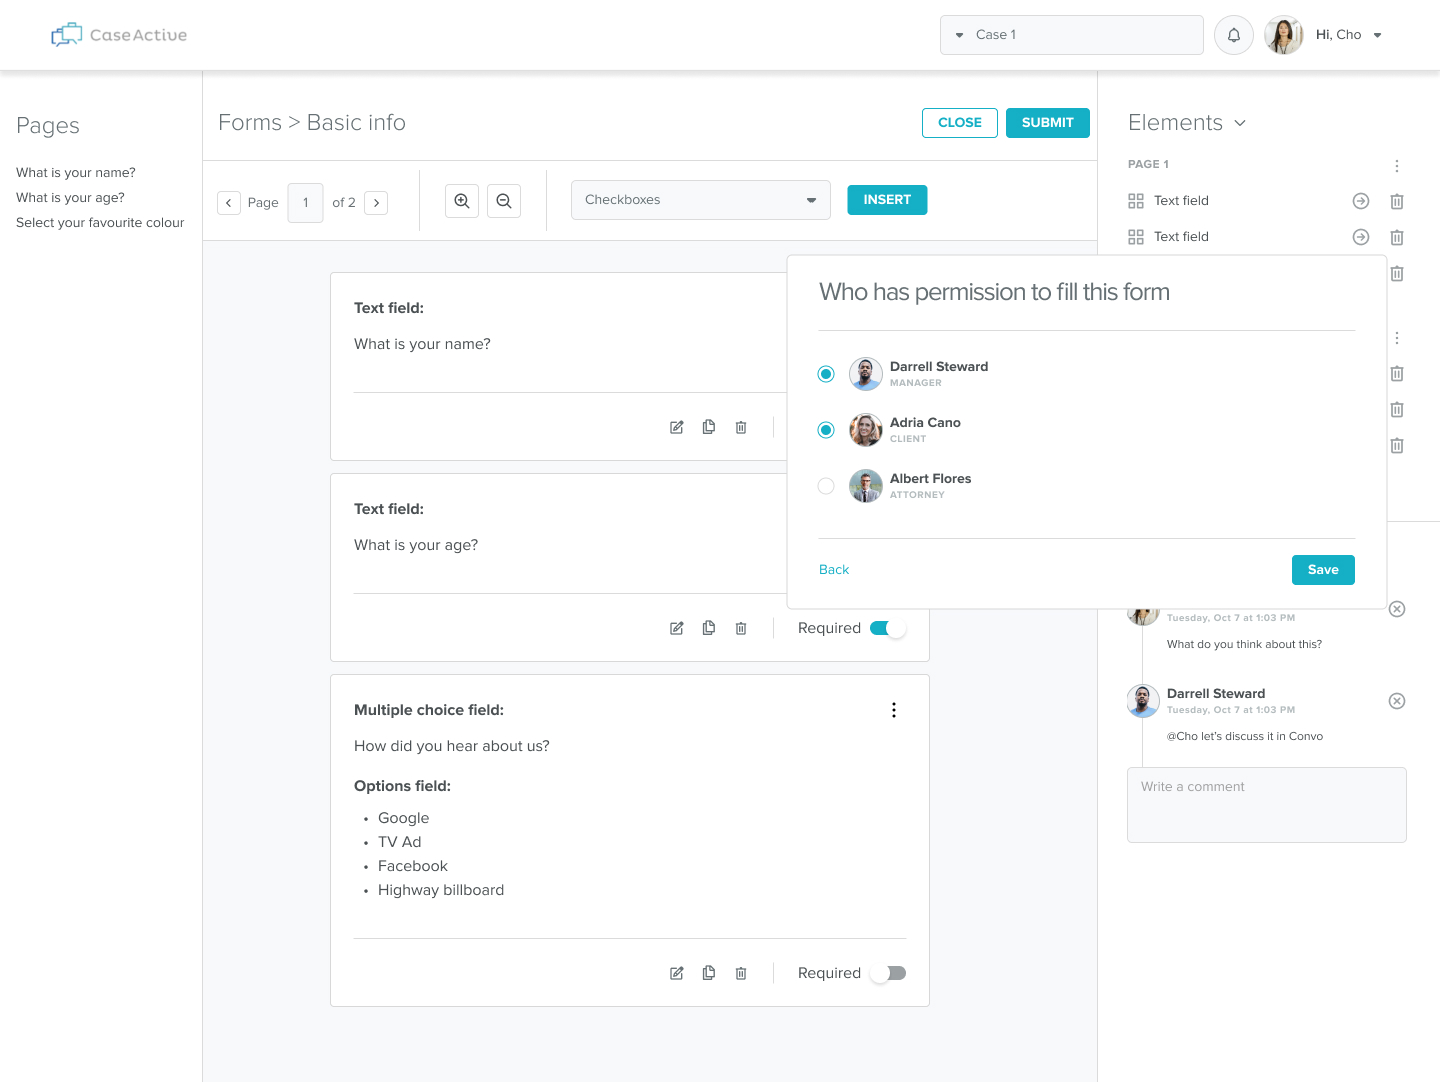 CaseActive
Case 1
Hi, Cho
Pages
What is your name?
What is your age?
Select your favourite colour
Forms > Basic info
CLOSE
SUBMIT
Page
1
of 2
Checkboxes
INSERT
Text field:
What is your name?
Text field:
What is your age?
Required
Multiple choice field:
How did you hear about us?
Options field:
• Google
• TV Ad
• Facebook
• Highway billboard
Required
Elements
PAGE 1
Text field
Text field
Who has permission to fill this form
Darrell Steward
MANAGER
Adria Cano
CLIENT
Albert Flores
ATTORNEY
Back
Save
Tuesday, Oct 7 at 1:03 PM
What do you think about this?
Darrell Steward
Tuesday, Oct 7 at 1:03 PM
@Cho let's discuss it in Convo
Write a comment